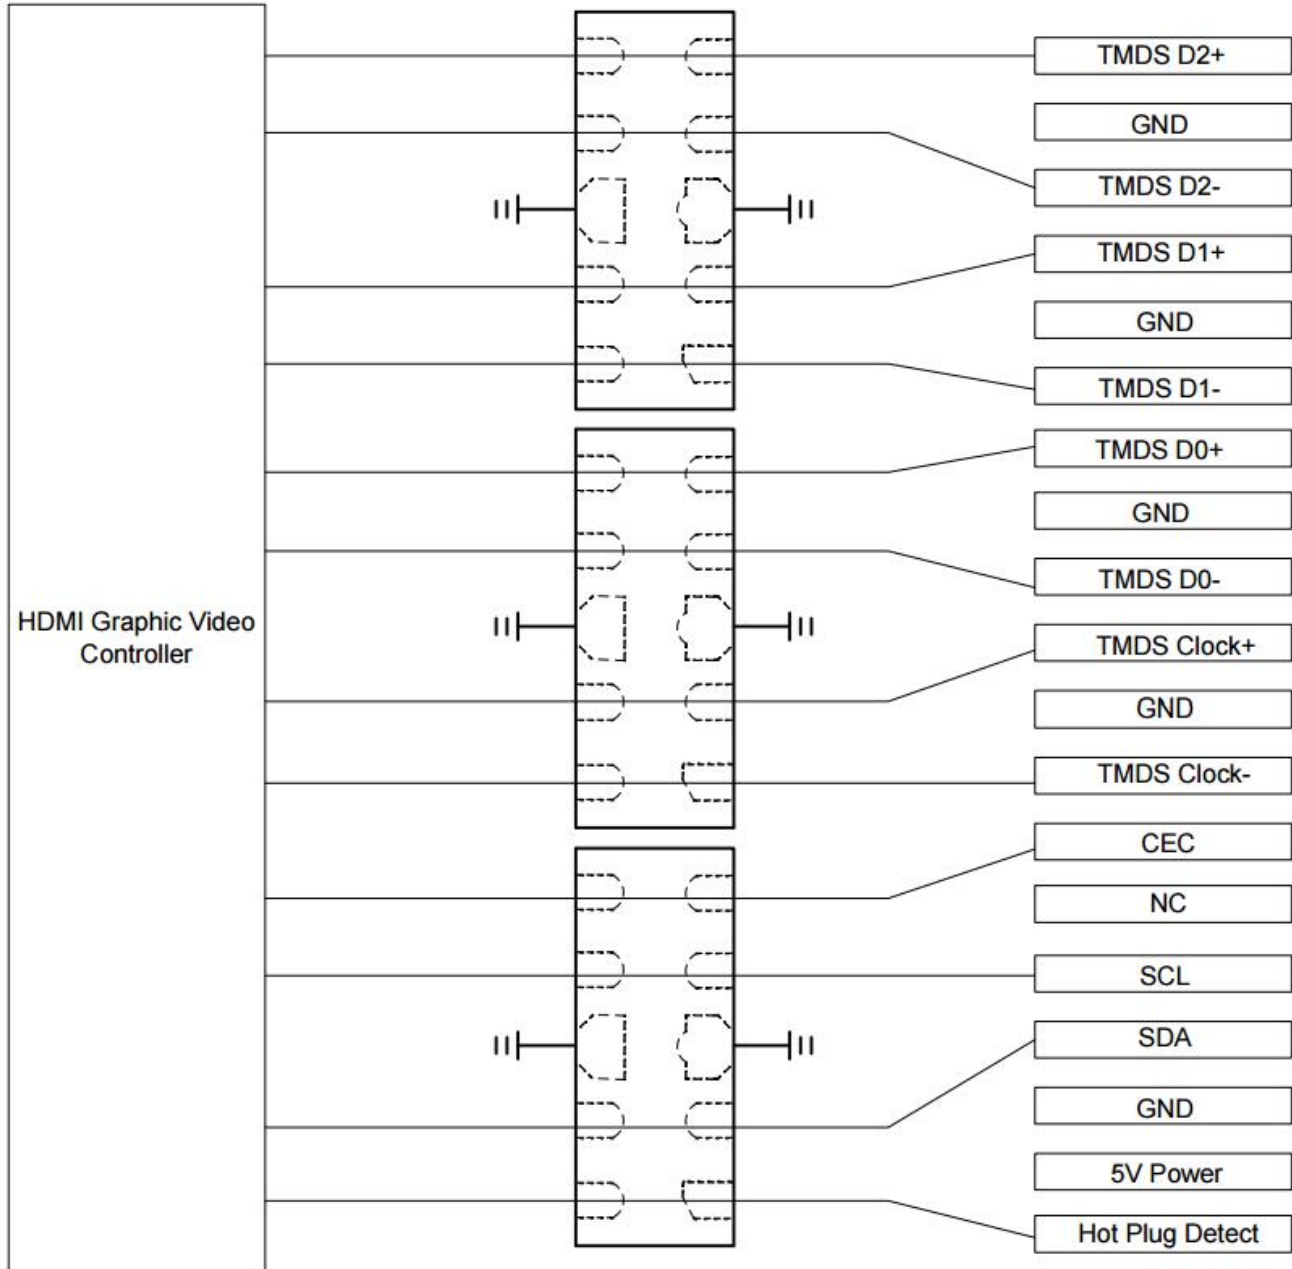 TMDS D2+
GND
TMDS D2-
TMDS D1+
GND
TMDS D1-
TMDS D0+
GND
TMDS D0-
HDMI Graphic Video
Controller
TMDS Clock+
GND
TMDS Clock-
CEC
NC
SCL
SDA
GND
5V Power
Hot Plug Detect